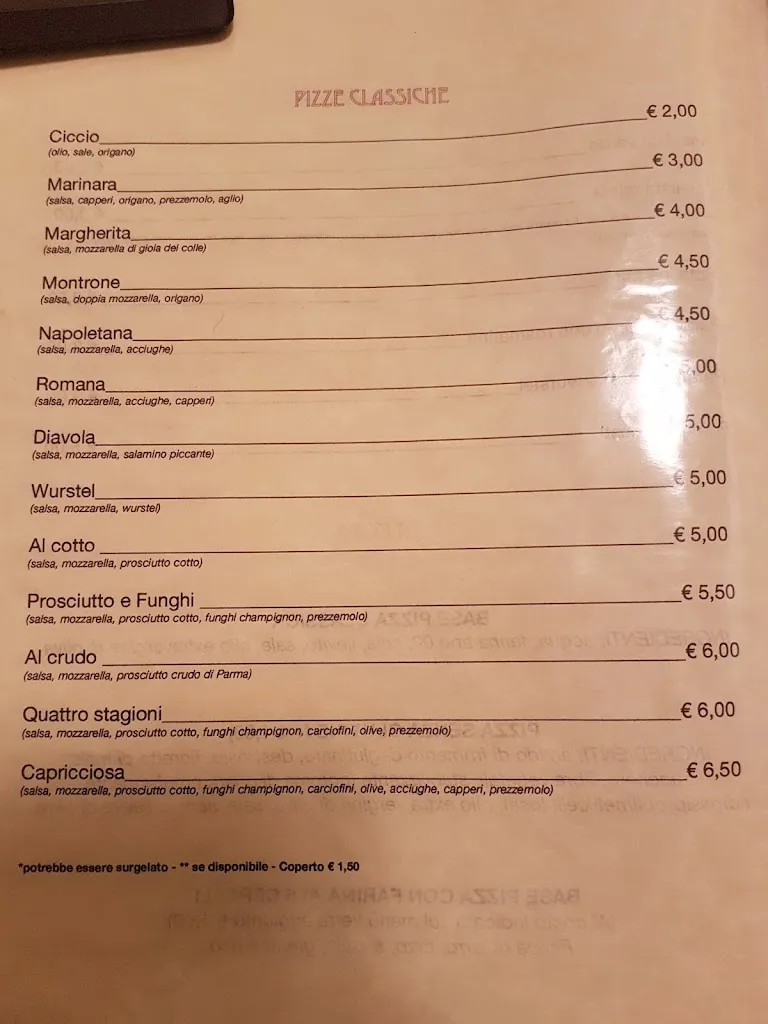 PIZZE CLASSICHE
Ciccio € 2,00
(olio, sale, origano)
Marinara € 3,00
(salsa, capperi, origano, prezzemolo, aglio)
Margherita € 4,00
(salsa, mozzarella di gioia del colle)
Montrone € 4,50
(salsa, doppia mozzarella, origano)
Napoletana € 4,50
(salsa, mozzarella, acciughe)
Romana 5,00
(salsa, mozzarella, acciughe, capperi)
Diavola 5,00
(salsa, mozzarella, salamino piccante)
Wurstel € 5,00
(salsa, mozzarella, wurstel)
Al cotto € 5,00
(salsa, mozzarella, prosciutto cotto)
Prosciutto e Funghi € 5,50
(salsa, mozzarella, prosciutto cotto, funghi champignon, prezzemolo)
Al crudo € 6,00
(salsa, mozzarella, prosciutto crudo di Parma)
Quattro stagioni € 6,00
(salsa, mozzarella, prosciutto cotto, funghi champignon, carciofini, olive, prezzemolo)
Capricciosa € 6,50
(salsa, mozzarella, prosciutto cotto, funghi champignon, carciofini, olive, acciughe, capperi, prezzemolo)
*potrebbe essere surgelato - ** se disponibile - Coperto € 1,50